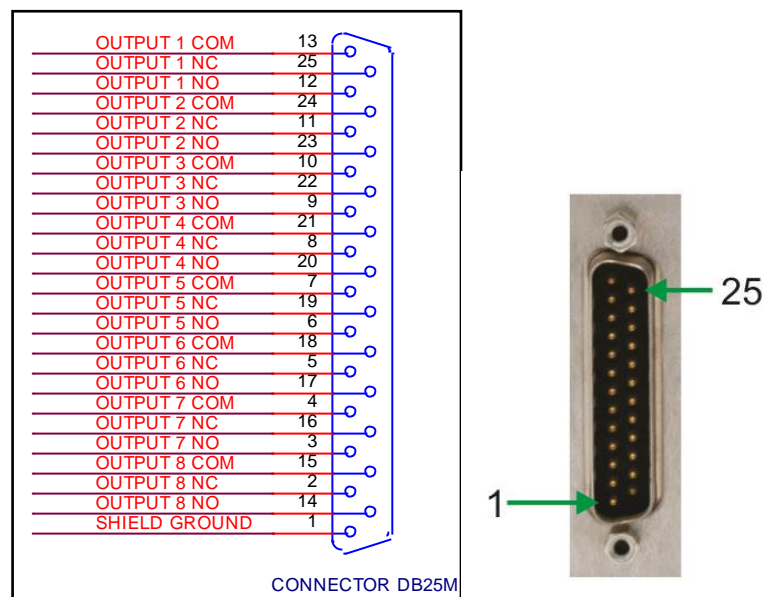 OUTPUT 1 COM 13
OUTPUT 1 NC 25
OUTPUT 1 NO 12
OUTPUT 2 COM 24
OUTPUT 2 NC 11
OUTPUT 2 NO 23
OUTPUT 3 COM 10
OUTPUT 3 NC 22
OUTPUT 3 NO 9
OUTPUT 4 COM 21
OUTPUT 4 NC 8
OUTPUT 4 NO 20
OUTPUT 5 COM 7
OUTPUT 5 NC 19
OUTPUT 5 NO 6
OUTPUT 6 COM 18
OUTPUT 6 NC 5
OUTPUT 6 NO 17
OUTPUT 7 COM 4
OUTPUT 7 NC 16
OUTPUT 7 NO 3
OUTPUT 8 COM 15
OUTPUT 8 NC 2
OUTPUT 8 NO 14
SHIELD GROUND 1
CONNECTOR DB25M
25
1